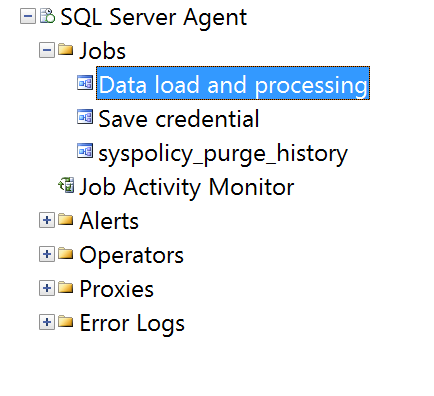 SQL Server Agent
Jobs
Data load and processing
Save credential
syspolicy_purge_history
Job Activity Monitor
Alerts
Operators
Proxies
Error Logs